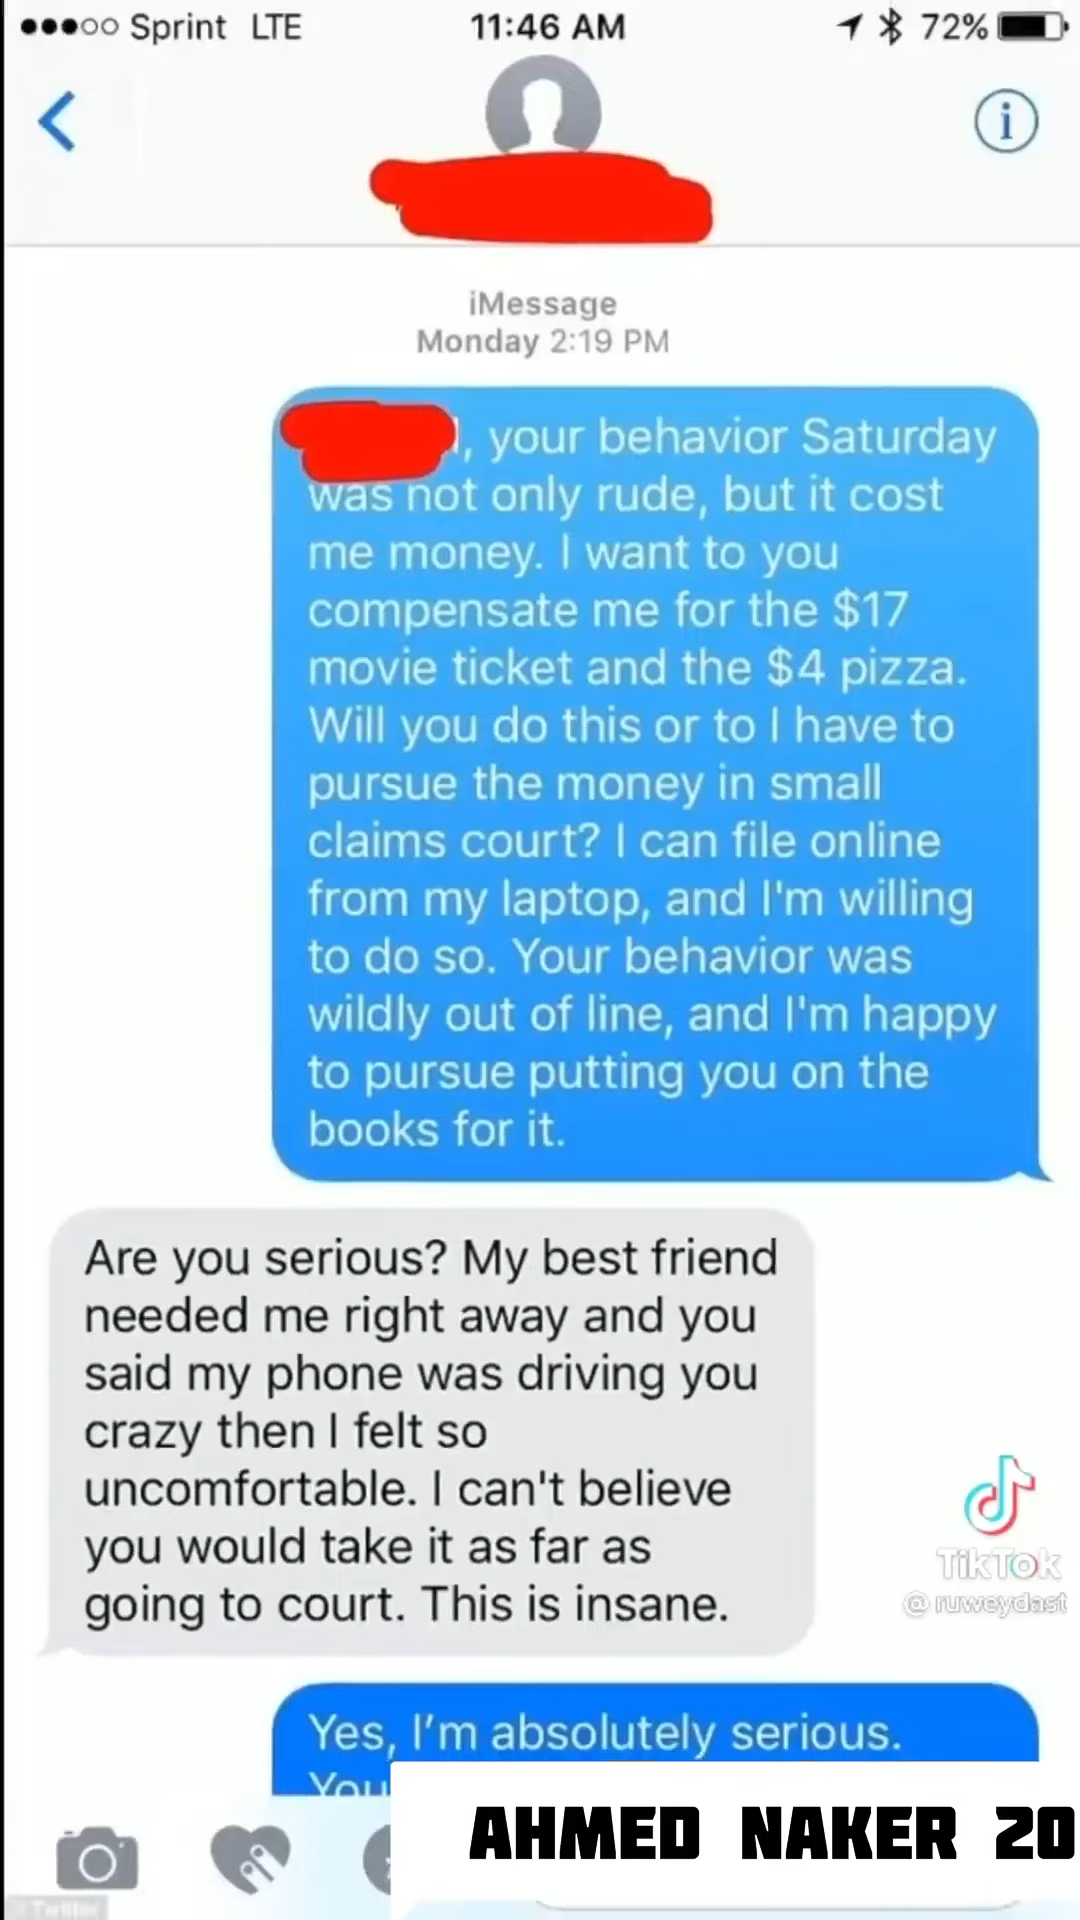 Sprint LTE 11:46 AM 72%
iMessage
Monday 2:19 PM
, your behavior Saturday
was not only rude, but it cost
me money. I want to you
compensate me for the $17
movie ticket and the $4 pizza.
Will you do this or to I have to
pursue the money in small
claims court? I can file online
from my laptop, and I'm willing
to do so. Your behavior was
wildly out of line, and I'm happy
to pursue putting you on the
books for it.
Are you serious? My best friend
needed me right away and you
said my phone was driving you
crazy then I felt so
uncomfortable. I can't believe
you would take it as far as
going to court. This is insane.
TikTok
@ruweydast
Yes, I'm absolutely serious.
You
AHMED NAKER 20
Twitter